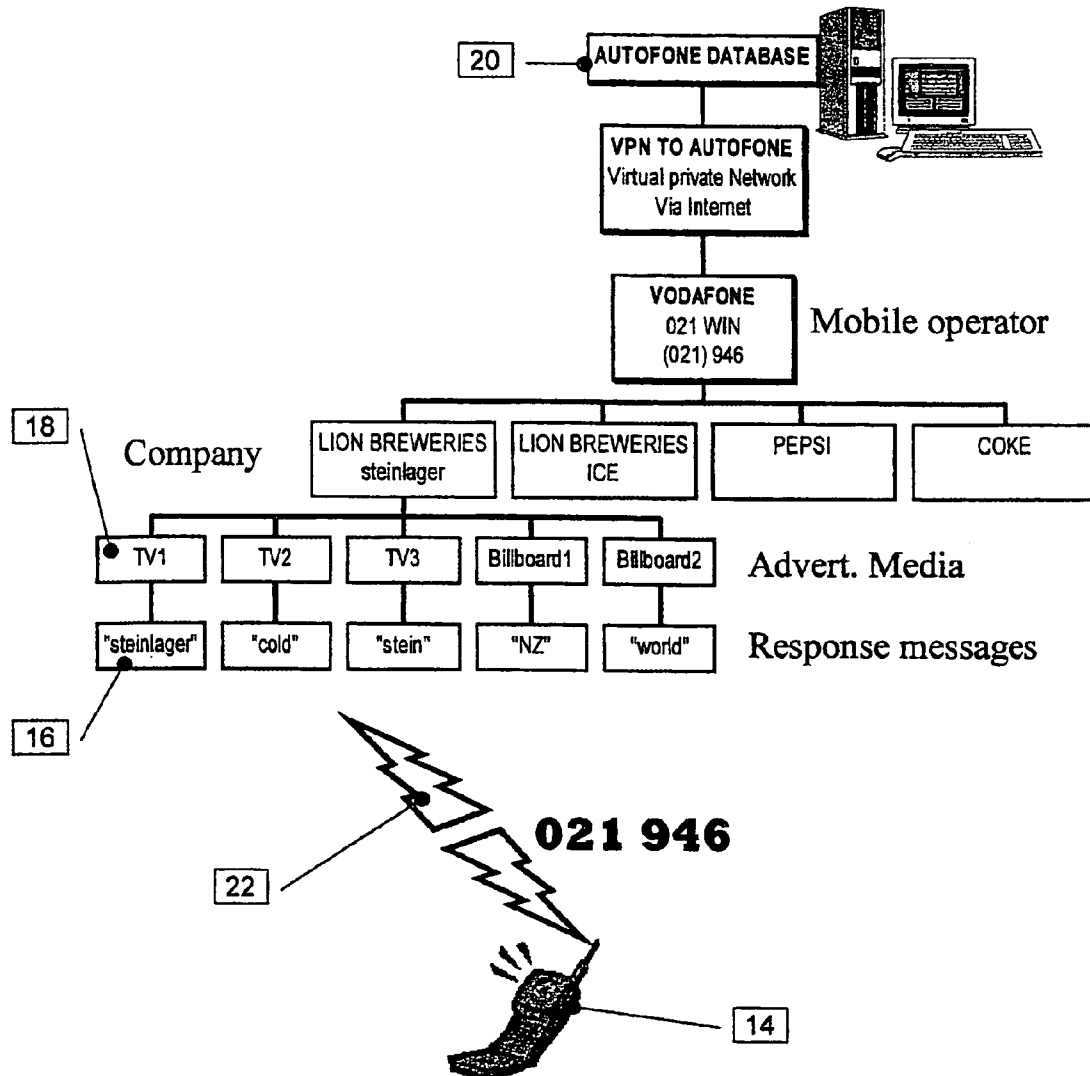 20
AUTOFONE DATABASE
VPN TO AUTOFONE
Virtual private Network
Via Internet
VODAFONE
021 WIN
(021) 946
Mobile operator
18
Company
LION BREWERIES
steinlager
LION BREWERIES
ICE
PEPSI
COKE
TV1
TV2
TV3
Billboard1
Billboard2
Advert. Media
"steinlager"
"cold"
"stein"
"NZ"
"world"
Response messages
16
021 946
22
14